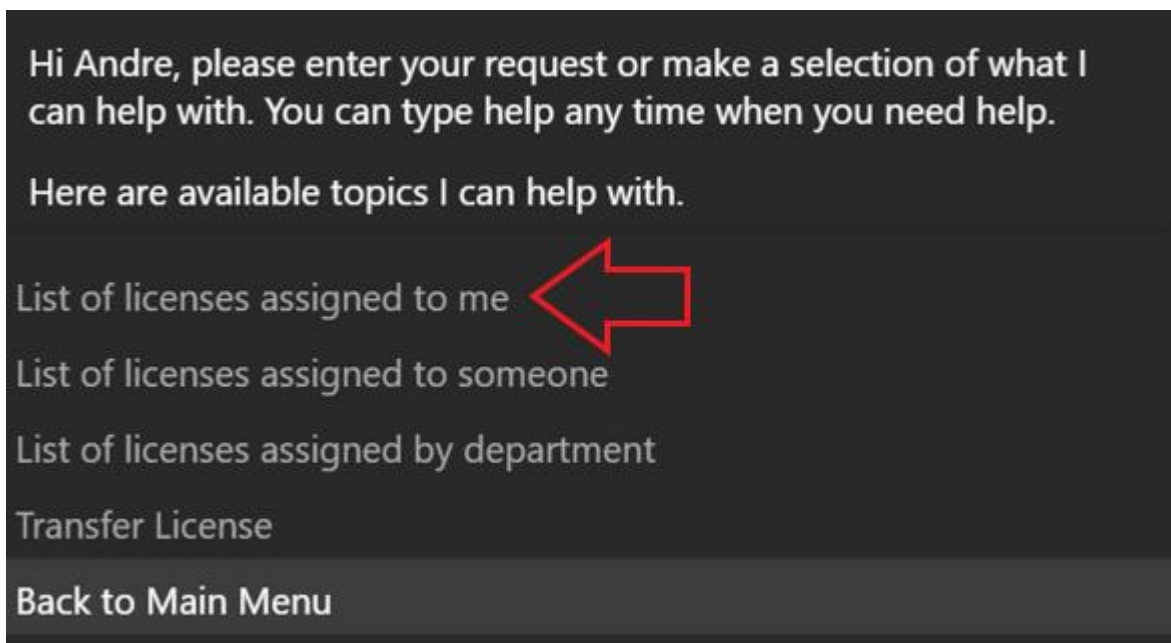 Hi Andre, please enter your request or make a selection of what I
can help with. You can type help any time when you need help.
Here are available topics I can help with.
List of licenses assigned to me
List of licenses assigned to someone
List of licenses assigned by department
Transfer License
Back to Main Menu